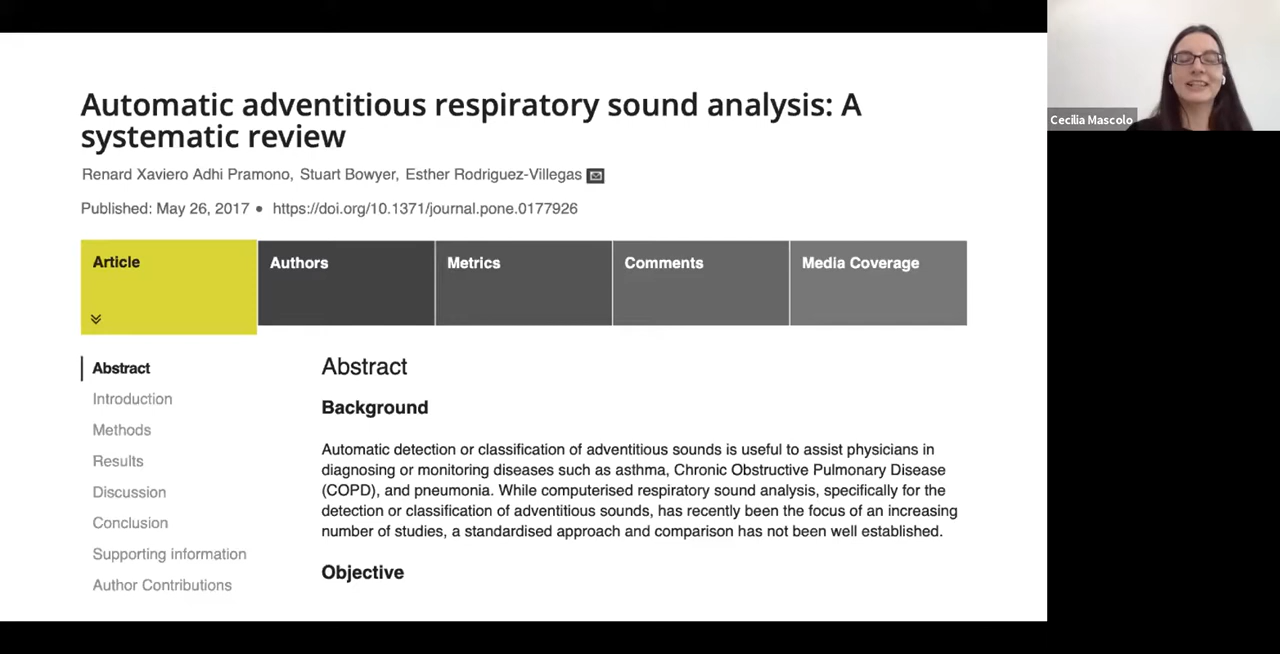 Automatic adventitious respiratory sound analysis: A
systematic review
Renard Xaviero Adhi Pramono, Stuart Bowyer, Esther Rodriguez-Villegas
Published: May 26, 2017 • https://doi.org/10.1371/journal.pone.0177926
Article
Authors
Metrics
Comments
Media Coverage
Abstract
Introduction
Methods
Results
Discussion
Conclusion
Supporting information
Author Contributions
Abstract
Background
Automatic detection or classification of adventitious sounds is useful to assist physicians in
diagnosing or monitoring diseases such as asthma, Chronic Obstructive Pulmonary Disease
(COPD), and pneumonia. While computerised respiratory sound analysis, specifically for the
detection or classification of adventitious sounds, has recently been the focus of an increasing
number of studies, a standardised approach and comparison has not been well established.
Objective
Cecilia Mascolo